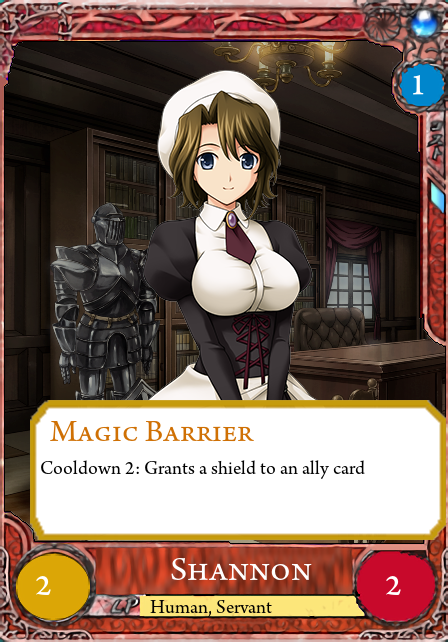 1
Magic Barrier
Cooldown 2: Grants a shield to an ally card
Shannon
2
2
LP
Human, Servant